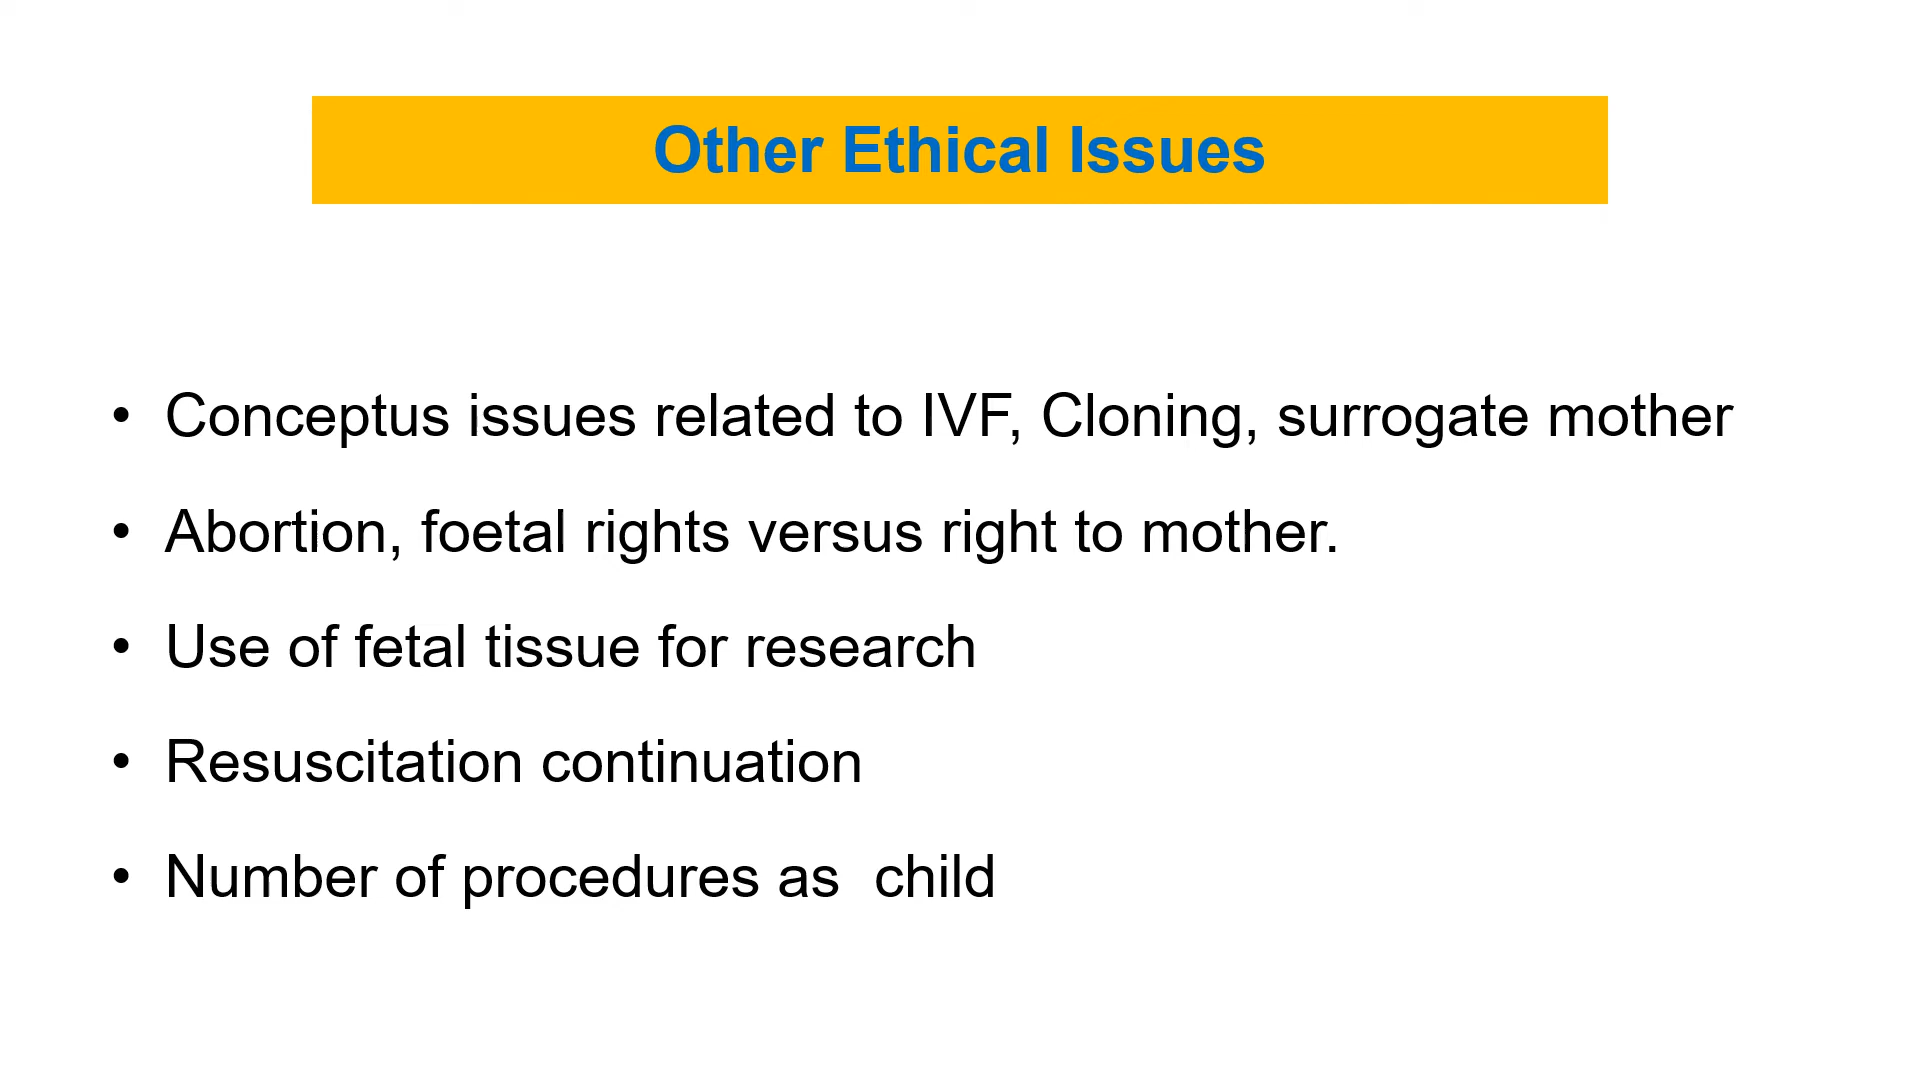 Other Ethical Issues
• Conceptus issues related to IVF, Cloning, surrogate mother
• Abortion, foetal rights versus right to mother.
• Use of fetal tissue for research
• Resuscitation continuation
• Number of procedures as  child